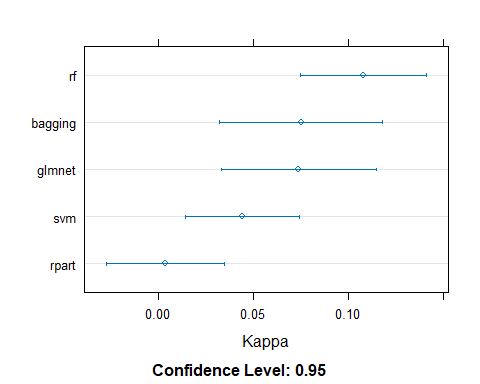 rf
bagging
glmnet
svm
rpart
0.00 0.05 0.10
Kappa
Confidence Level: 0.95